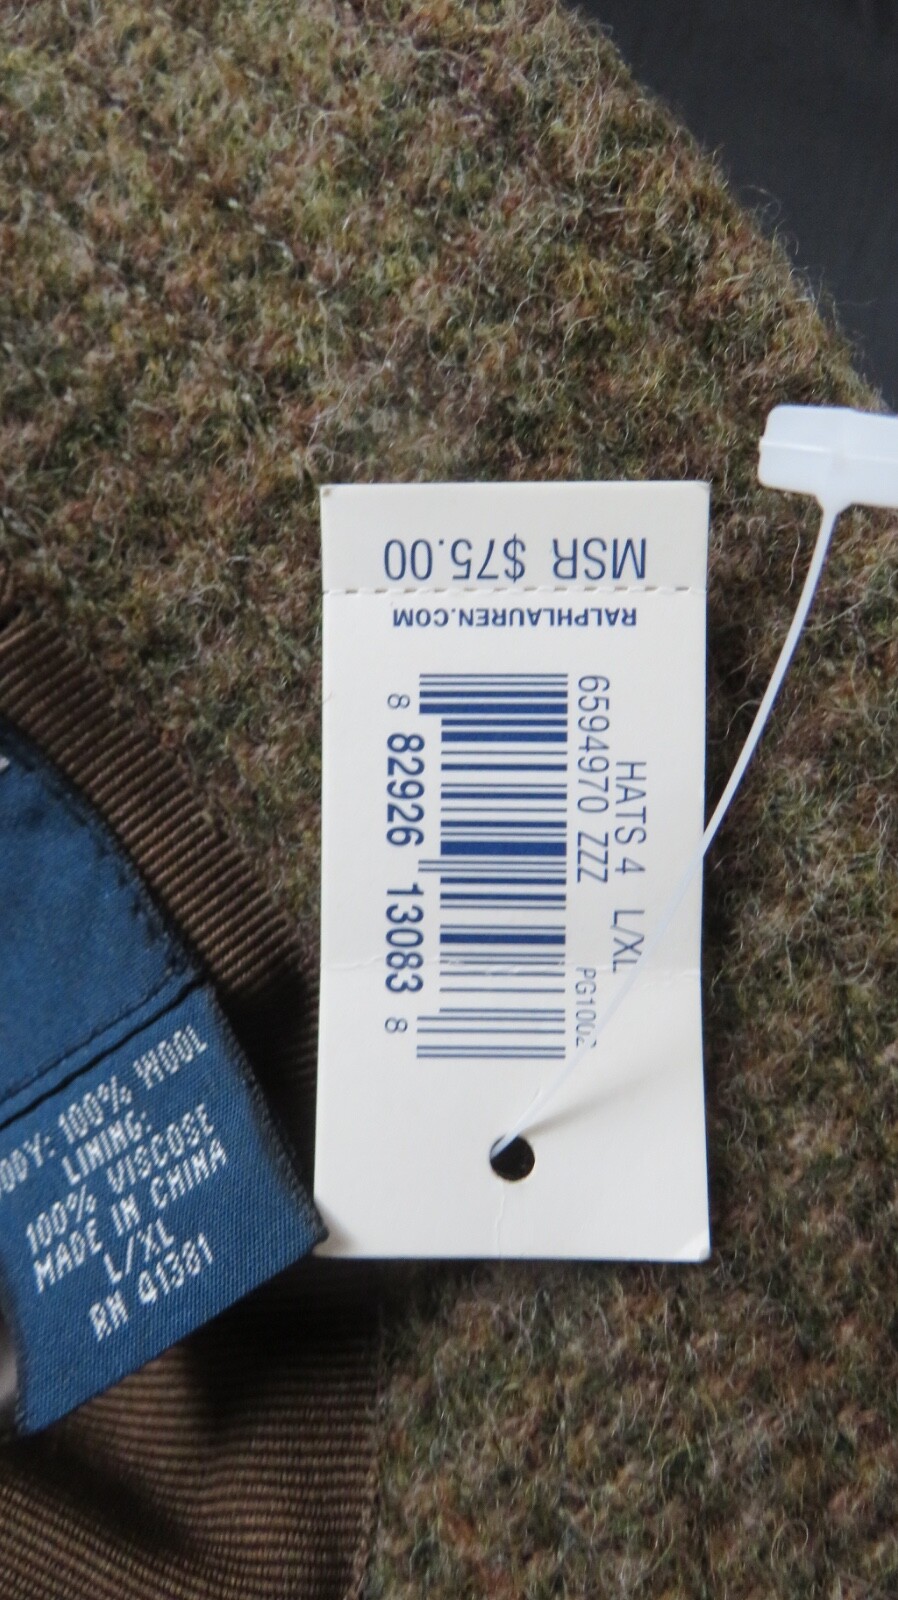 MSR $75.00
RALPHLAUREN.COM
HATS 4 L/XL
6594970 ZZZ
PG1002
8 82926 13083 8
BODY: 100% WOOL
LINING:
100% VISCOSE
MADE IN CHINA
L/XL
RN 41381